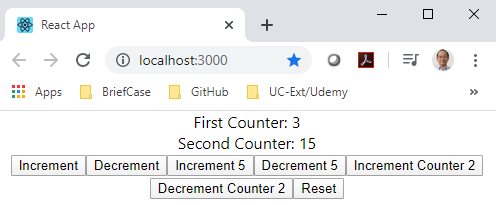 React App
localhost:3000
Apps BriefCase GitHub UC-Ext/Udemy
First Counter: 3
Second Counter: 15
Increment Decrement Increment 5 Decrement 5 Increment Counter 2
Decrement Counter 2 Reset